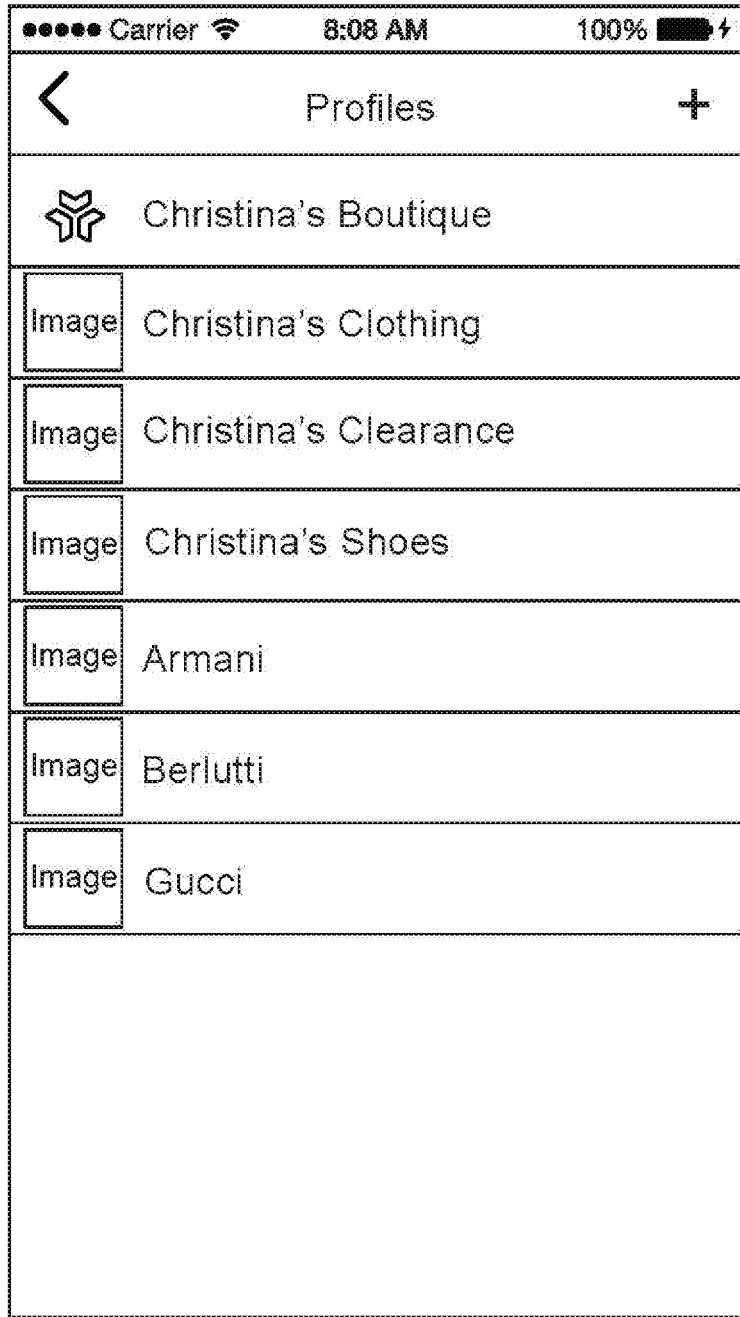 Carrier 8:08 AM 100%
Profiles +
Christina's Boutique
Image Christina's Clothing
Image Christina's Clearance
Image Christina's Shoes
Image Armani
Image Berlutti
Image Gucci